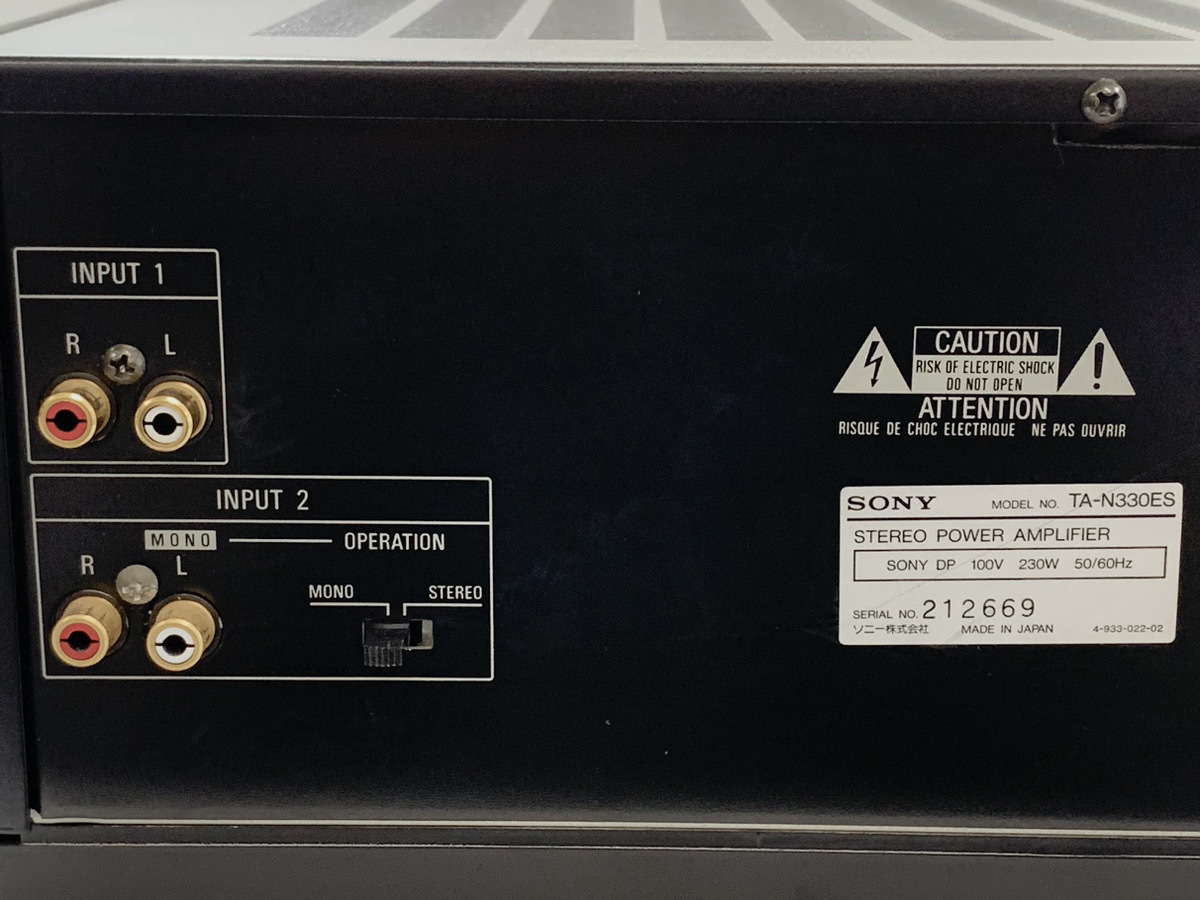 INPUT 1
R L
INPUT 2
MONO OPERATION
R L
MONO STEREO
CAUTION
RISK OF ELECTRIC SHOCK
DO NOT OPEN
ATTENTION
RISQUE DE CHOC ELECTRIQUE NE PAS OUVRIR
SONY MODEL NO. TA-N330ES
STEREO POWER AMPLIFIER
SONY DP 100V 230W 50/60Hz
SERIAL NO. 212669
ソニー株式会社 MADE IN JAPAN 4-933-022-02